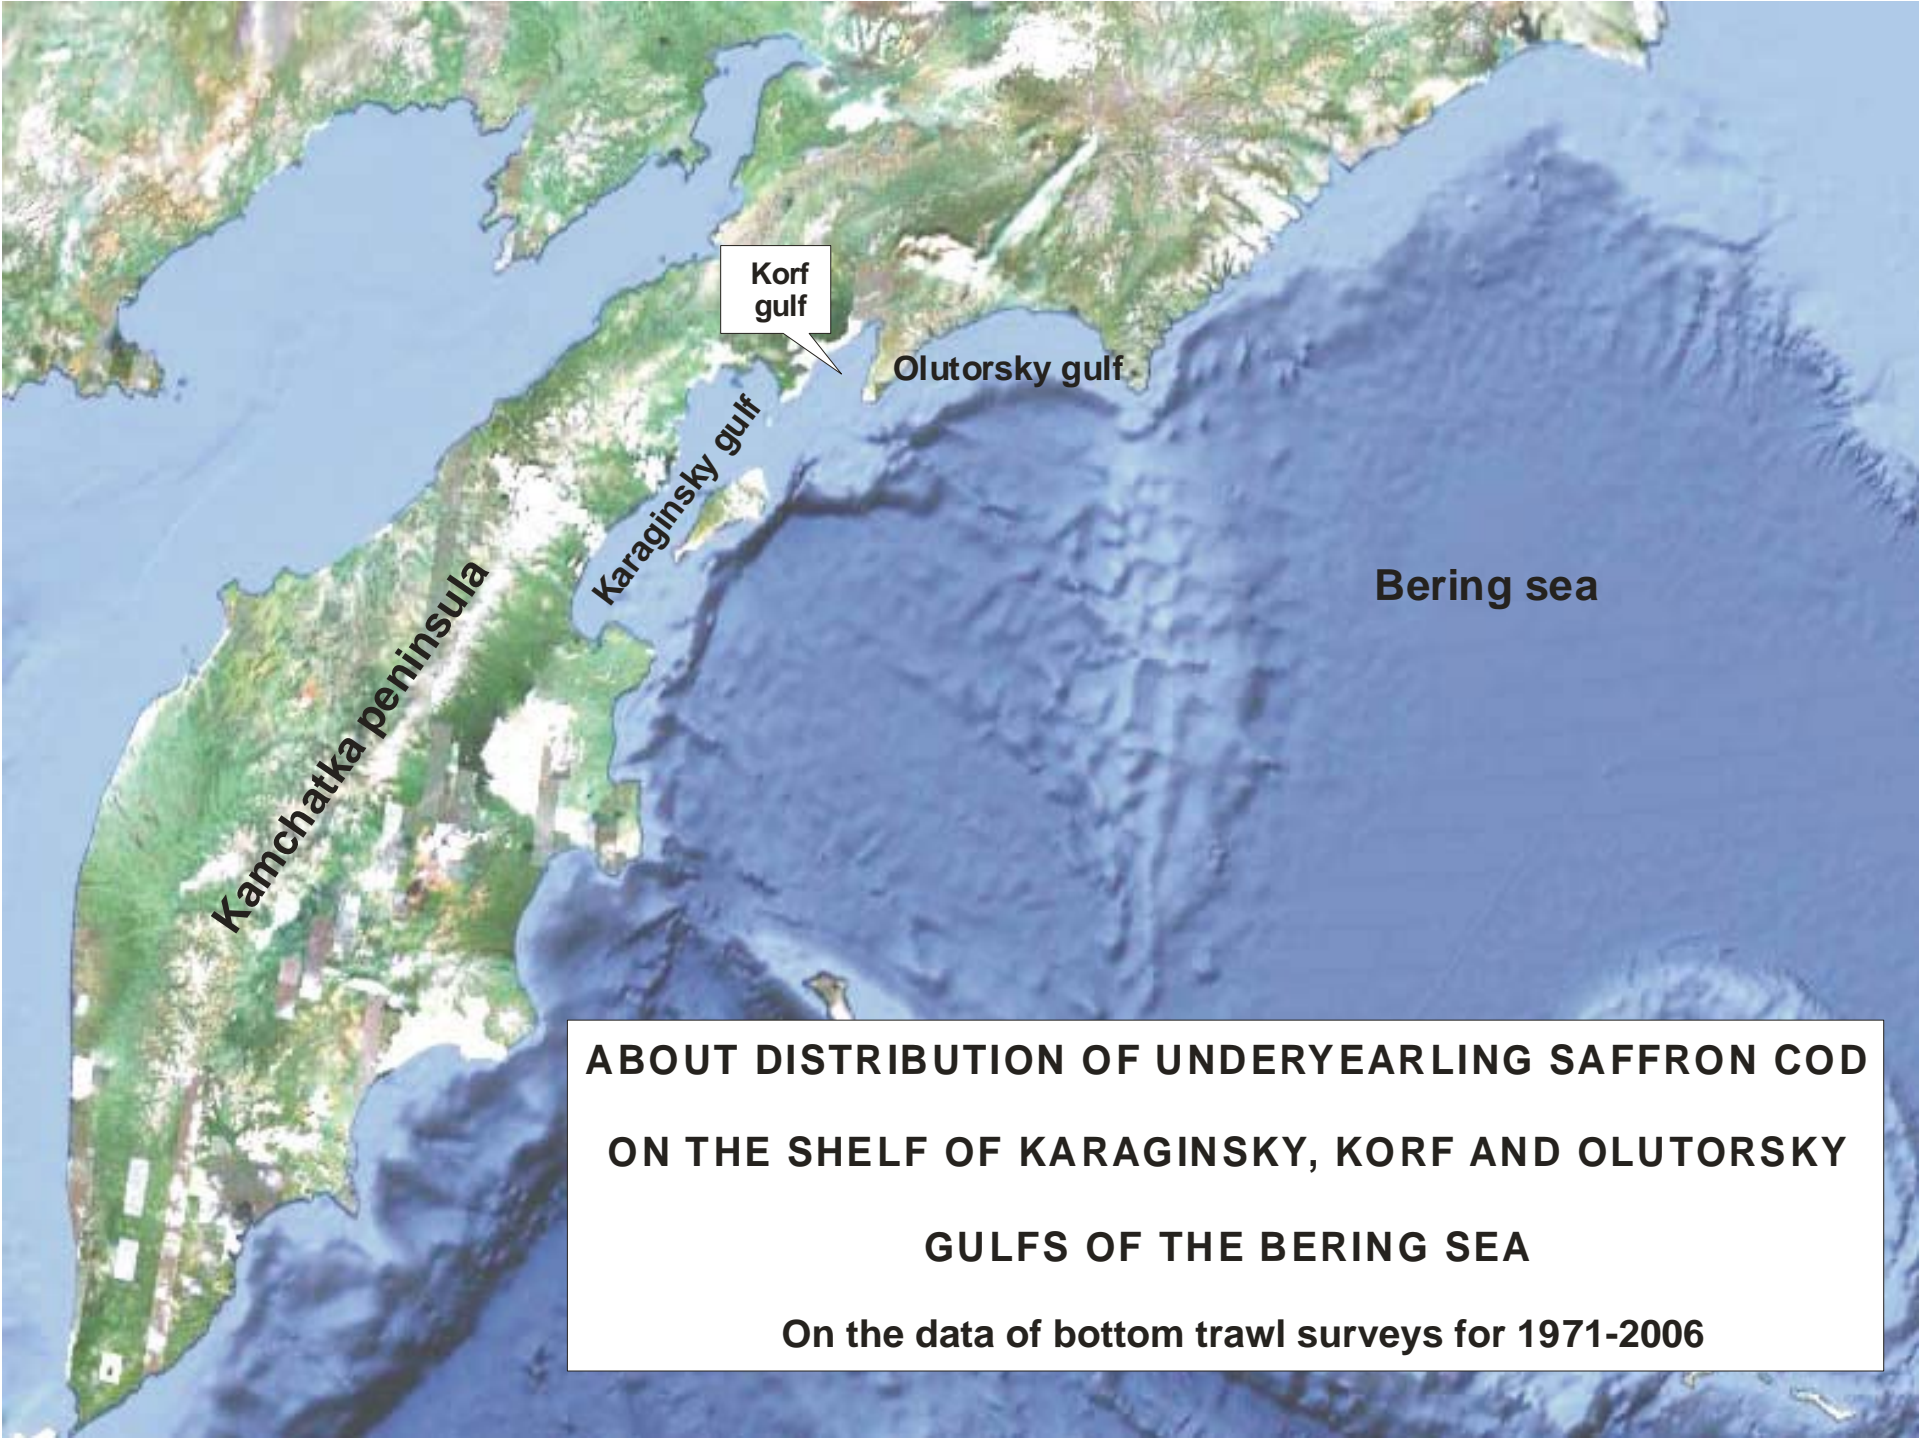 Korf
gulf
Olutorsky gulf
Karaginsky gulf
Bering sea
Kamchatka peninsula
ABOUT DISTRIBUTION OF UNDERYEARLING SAFFRON COD
ON THE SHELF OF KARAGINSKY, KORF AND OLUTORSKY
GULFS OF THE BERING SEA
On the data of bottom trawl surveys for 1971-2006